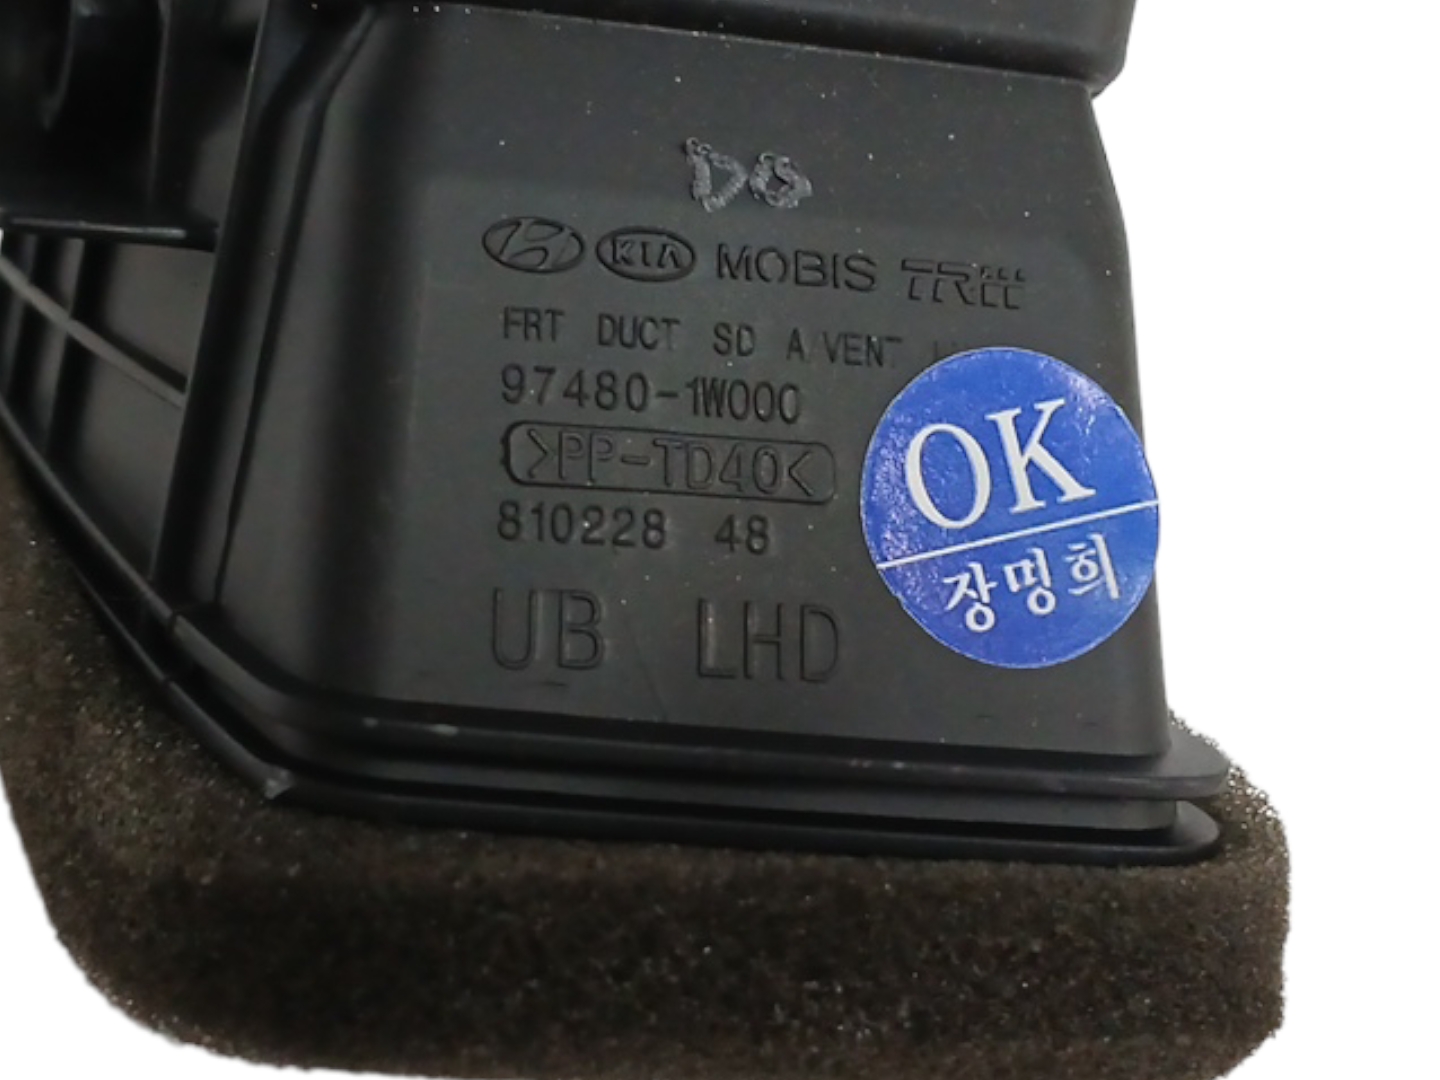 DO
KIA MOBIS TRW
FRT DUCT SD A/VENT
97480-1W000
>PP-TD40<
810228 48
UB LHD
OK
장명희